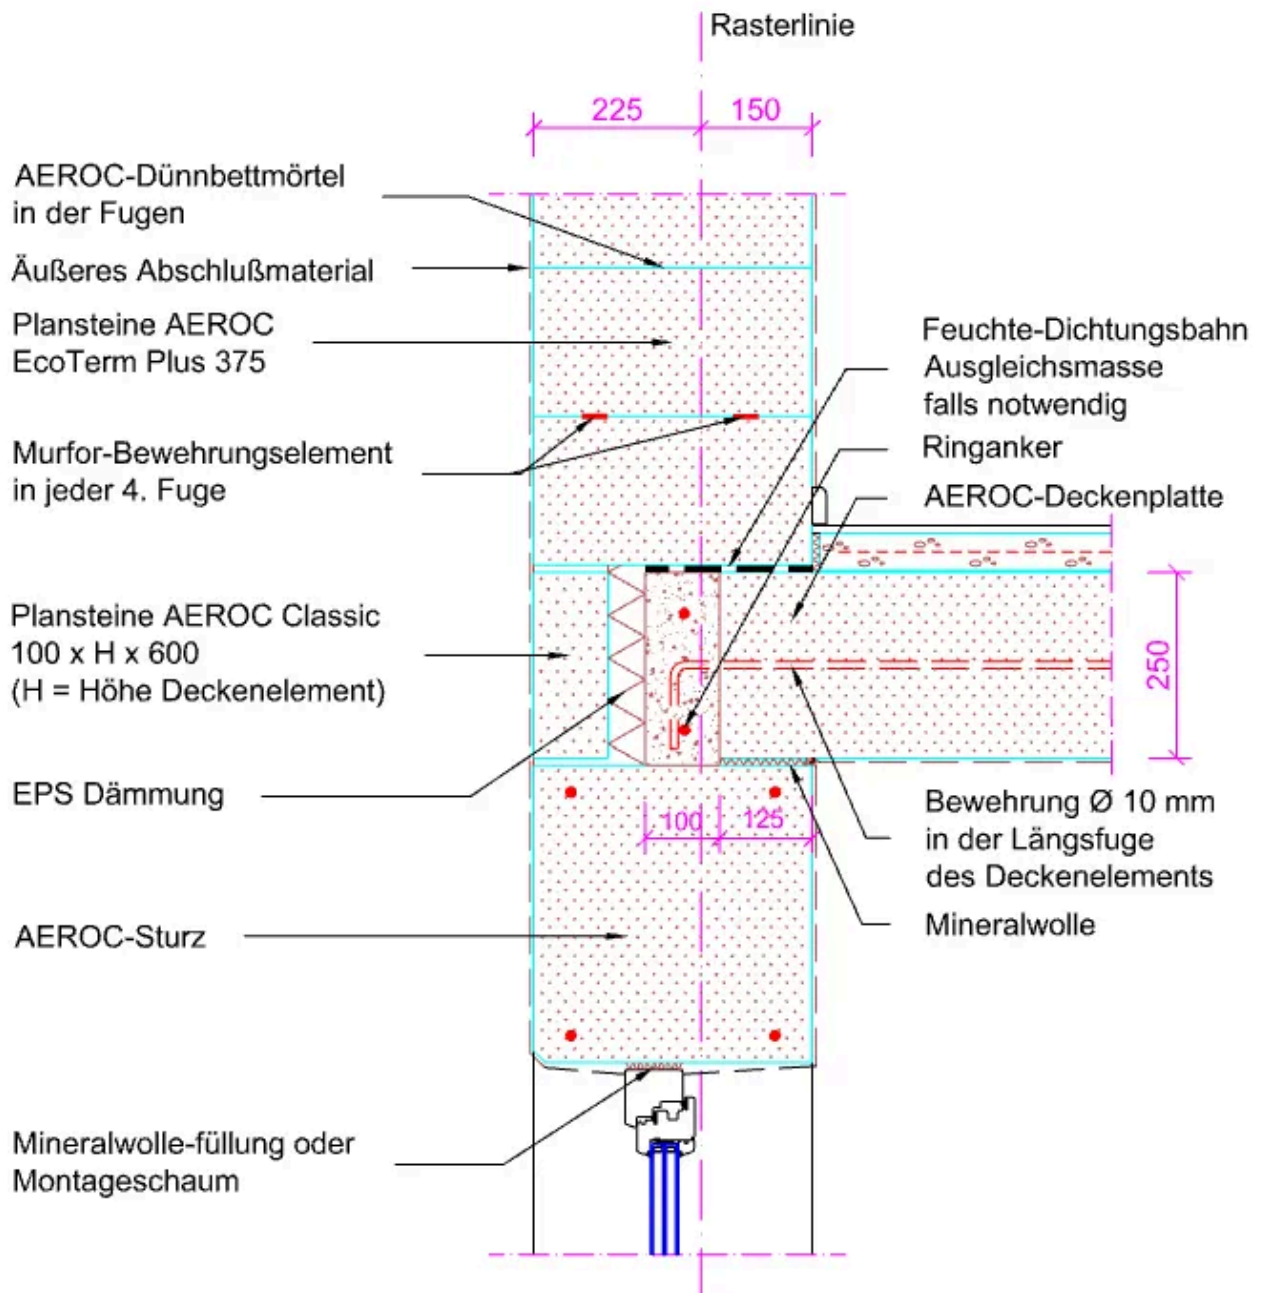 Rasterlinie
225
150
AEROC-Dünnbettmörtel
in der Fugen
Äußeres Abschlußmaterial
Plansteine AEROC
EcoTerm Plus 375
Murfor-Bewehrungselement
in jeder 4. Fuge
Plansteine AEROC Classic
100 x H x 600
(H = Höhe Deckenelement)
EPS Dämmung
AEROC-Sturz
Mineralwolle-füllung oder
Montageschaum
Feuchte-Dichtungsbahn
Ausgleichsmasse
falls notwendig
Ringanker
AEROC-Deckenplatte
250
100
125
Bewehrung Ø 10 mm
in der Längsfuge
des Deckenelements
Mineralwolle